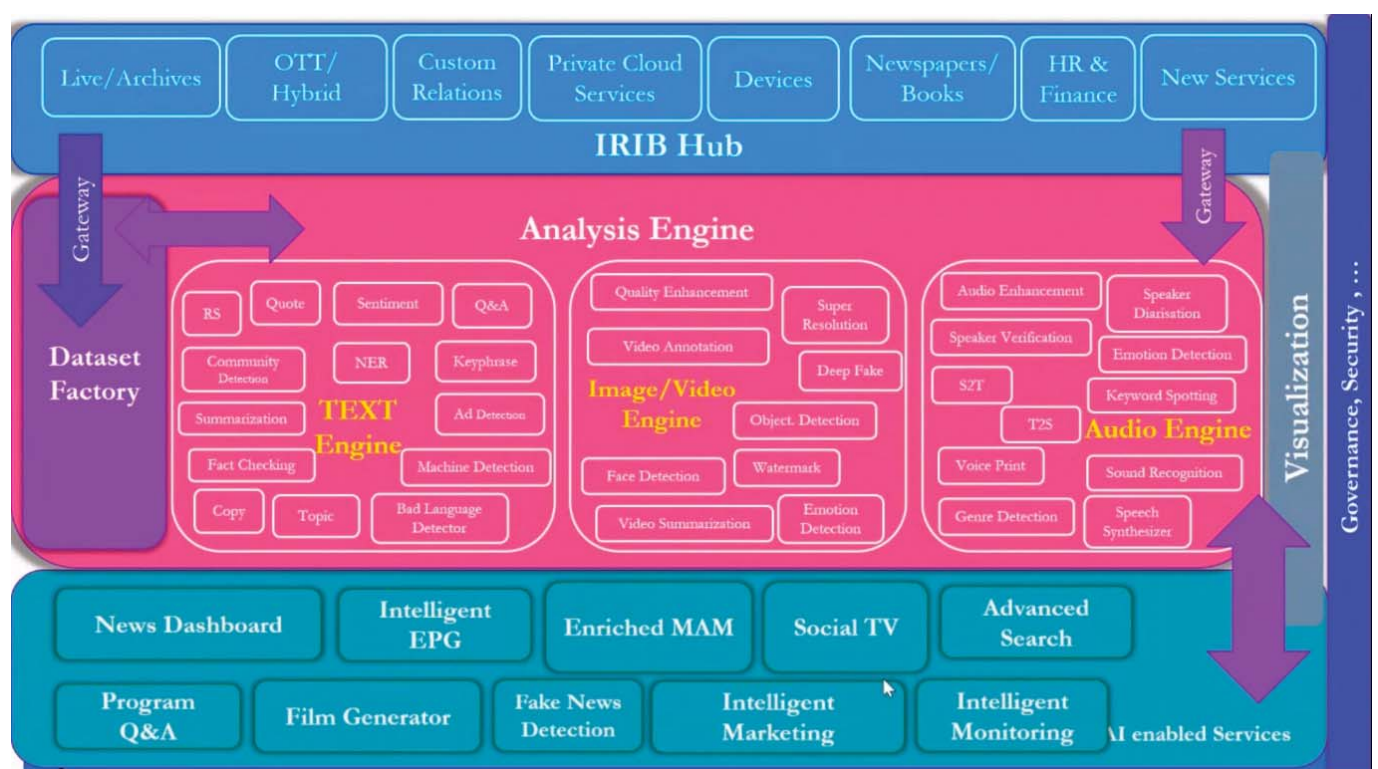 Live/Archives
OTT/
Hybrid
Custom
Relations
Private Cloud
Services
Devices
Newspapers/
Books
HR &
Finance
New Services
IRIB Hub
Gateway
Gateway
Analysis Engine
Dataset
Factory
RS
Quote
Sentiment
Q&A
Community
Detection
NER
Keyphrase
Summarization
TEXT
Engine
Ad Detection
Fact Checking
Machine Detection
Copy
Topic
Bad Language
Detector
Quality Enhancement
Super
Resolution
Video Annotation
Deep Fake
Image/Video
Engine
Object. Detection
Face Detection
Watermark
Video Summarization
Emotion
Detection
Audio Enhancement
Speaker
Diarisation
Speaker Verification
Emotion Detection
S2T
Keyword Spotting
T2S
Audio Engine
Voice Print
Sound Recognition
Genre Detection
Speech
Synthesizer
Visualization
Governance, Security , ...
News Dashboard
Intelligent
EPG
Enriched MAM
Social TV
Advanced
Search
Program
Q&A
Film Generator
Fake News
Detection
Intelligent
Marketing
Intelligent
Monitoring
AI enabled Services